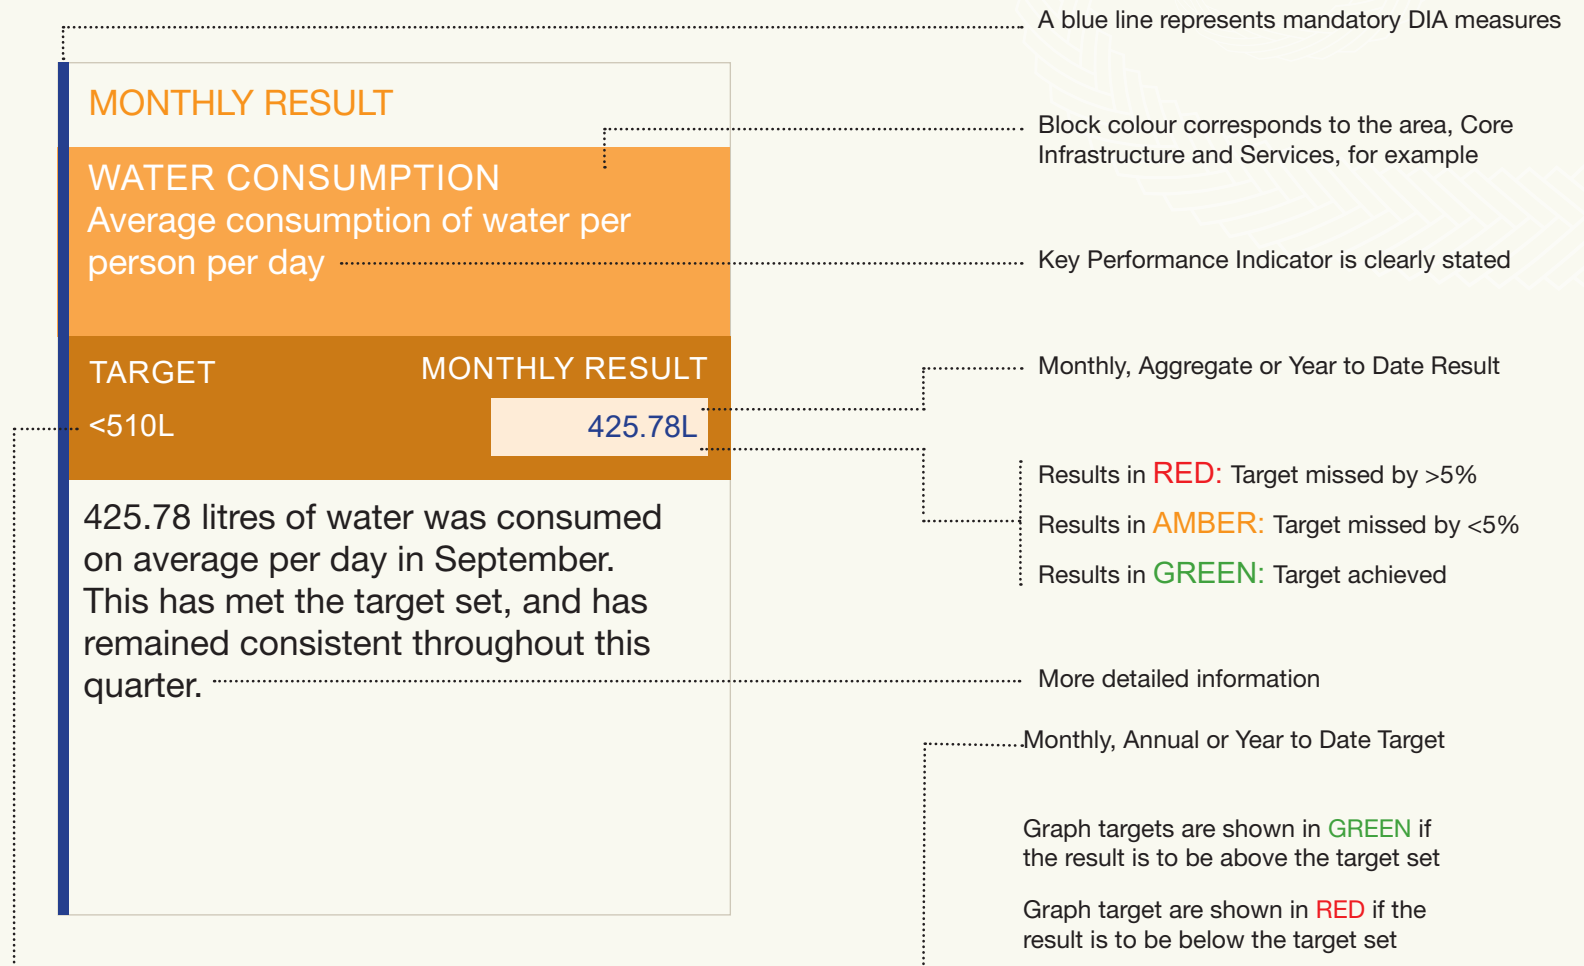 A blue line represents mandatory DIA measures
MONTHLY RESULT
Block colour corresponds to the area, Core
Infrastructure and Services, for example
WATER CONSUMPTION
Average consumption of water per
person per day
Key Performance Indicator is clearly stated
TARGET
MONTHLY RESULT
<510L
425.78L
Monthly, Aggregate or Year to Date Result
Results in RED: Target missed by >5%
Results in AMBER: Target missed by <5%
Results in GREEN: Target achieved
425.78 litres of water was consumed
on average per day in September.
This has met the target set, and has
remained consistent throughout this
quarter.
More detailed information
Monthly, Annual or Year to Date Target
Graph targets are shown in GREEN if
the result is to be above the target set
Graph target are shown in RED if the
result is to be below the target set